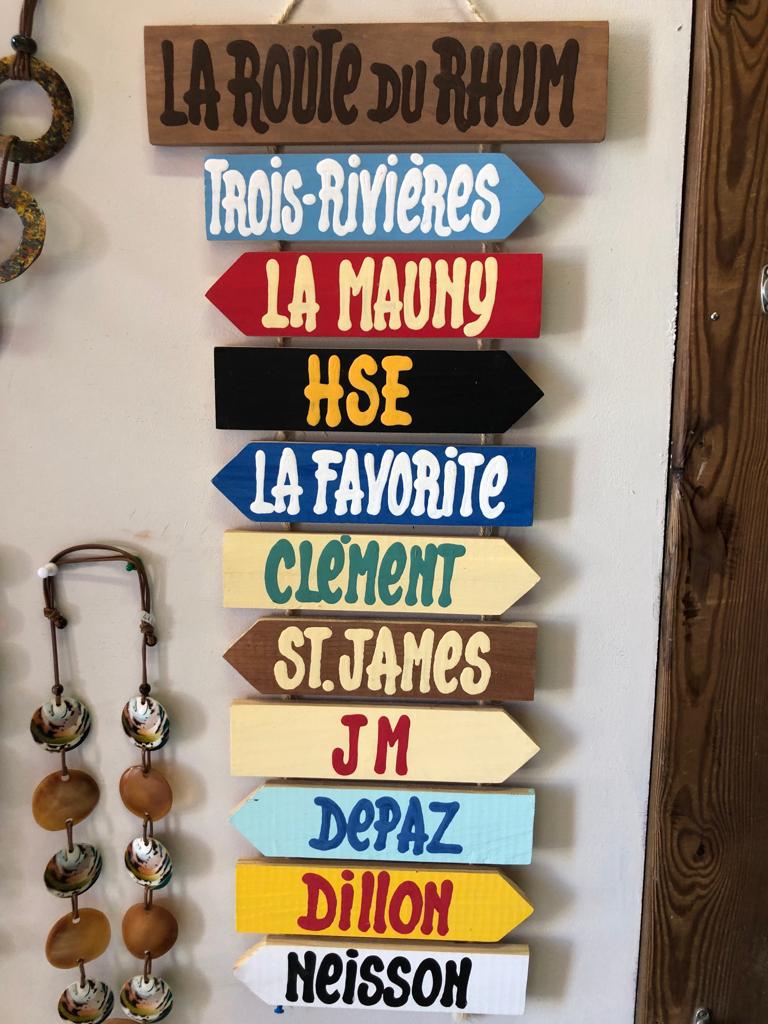 LA ROUTE DU RHUM
TROIS-RIVIÈRES
LA MAUNY
HSE
LA FAVORITE
CLÉMENT
ST. JAMES
JM
DEPAZ
DILLON
NEISSON